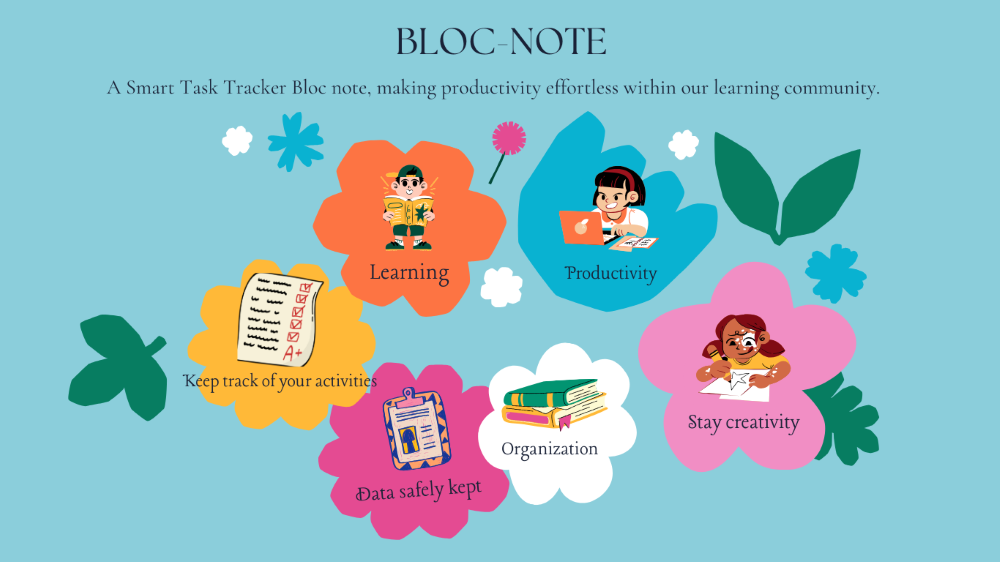 BLOC-NOTE
A Smart Task Tracker Bloc note, making productivity effortless within our learning community.
Learning
Productivity
A+
Keep track of your activities
Stay creativity
Organization
Data safely kept